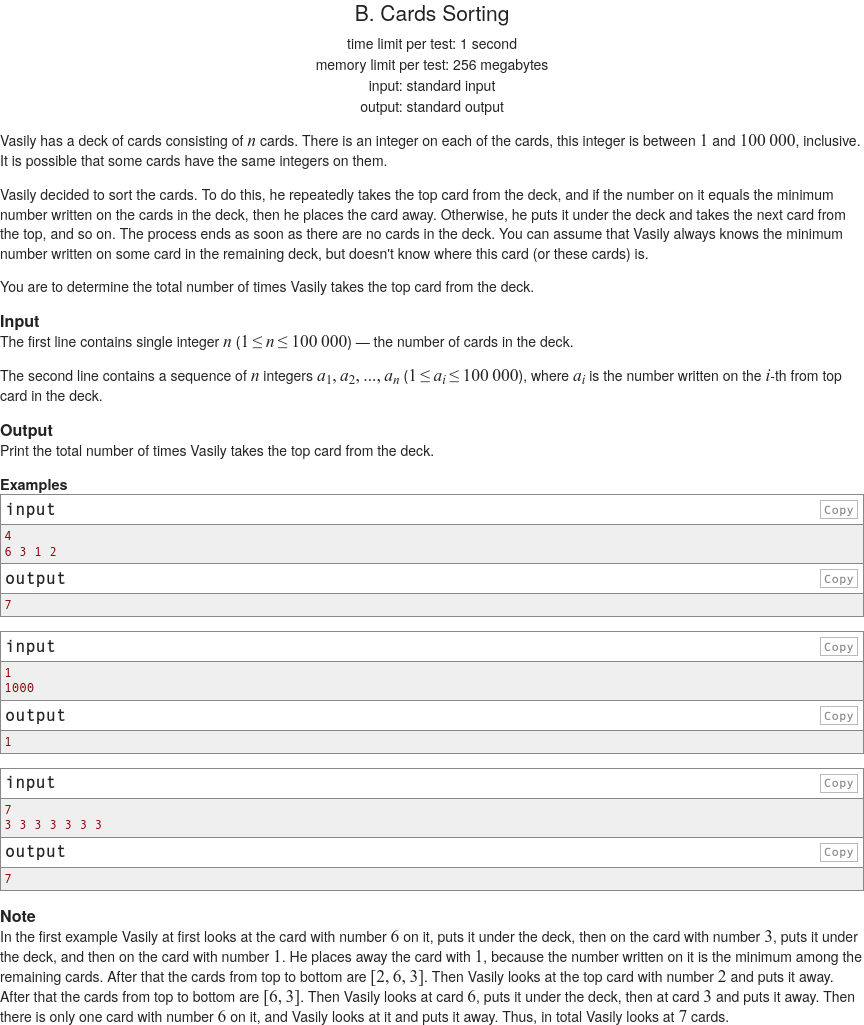 B. Cards Sorting
time limit per test: 1 second
memory limit per test: 256 megabytes
input: standard input
output: standard output
Vasily has a deck of cards consisting of n cards. There is an integer on each of the cards, this integer is between 1 and 100 000, inclusive.
It is possible that some cards have the same integers on them.
Vasily decided to sort the cards. To do this, he repeatedly takes the top card from the deck, and if the number on it equals the minimum
number written on the cards in the deck, then he places the card away. Otherwise, he puts it under the deck and takes the next card from
the top, and so on. The process ends as soon as there are no cards in the deck. You can assume that Vasily always knows the minimum
number written on some card in the remaining deck, but doesn't know where this card (or these cards) is.
You are to determine the total number of times Vasily takes the top card from the deck.
Input
The first line contains single integer n (1 ≤ n ≤ 100 000) — the number of cards in the deck.
The second line contains a sequence of n integers a₁, a₂, ..., aₙ (1 ≤ aᵢ ≤ 100 000), where aᵢ is the number written on the i-th from top
card in the deck.
Output
Print the total number of times Vasily takes the top card from the deck.
Examples
input Copy
4
6 3 1 2
output Copy
7
input Copy
1
1000
output Copy
1
input Copy
7
3 3 3 3 3 3 3
output Copy
7
Note
In the first example Vasily at first looks at the card with number 6 on it, puts it under the deck, then on the card with number 3, puts it under
the deck, and then on the card with number 1. He places away the card with 1, because the number written on it is the minimum among the
remaining cards. After that the cards from top to bottom are [2, 6, 3]. Then Vasily looks at the top card with number 2 and puts it away.
After that the cards from top to bottom are [6, 3]. Then Vasily looks at card 6, puts it under the deck, then at card 3 and puts it away. Then
there is only one card with number 6 on it, and Vasily looks at it and puts it away. Thus, in total Vasily looks at 7 cards.